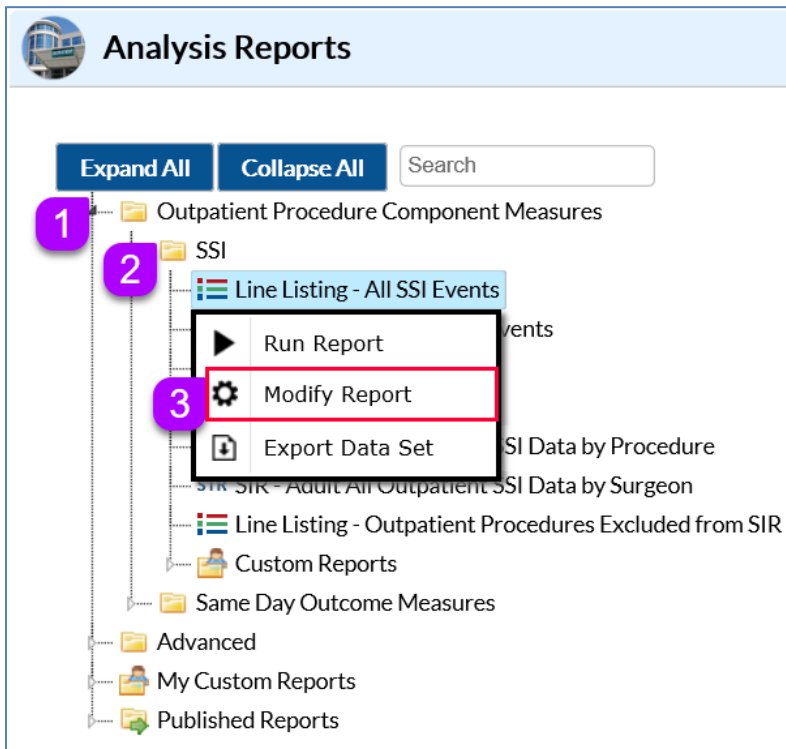 Analysis Reports
Expand All Collapse All Search
1 Outpatient Procedure Component Measures
2 SSI
Line Listing - All SSI Events
vents
Run Report
3 Modify Report
Export Data Set SSI Data by Procedure
SIR SIR - Adult All Outpatient SSI Data by Surgeon
Line Listing - Outpatient Procedures Excluded from SIR
Custom Reports
Same Day Outcome Measures
Advanced
My Custom Reports
Published Reports